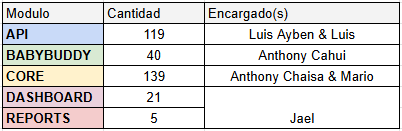 Modulo Cantidad Encargado(s)
API 119 Luis Ayben & Luis
BABYBUDDY 40 Anthony Cahui
CORE 139 Anthony Chaisa & Mario
DASHBOARD 21
REPORTS 5 Jael